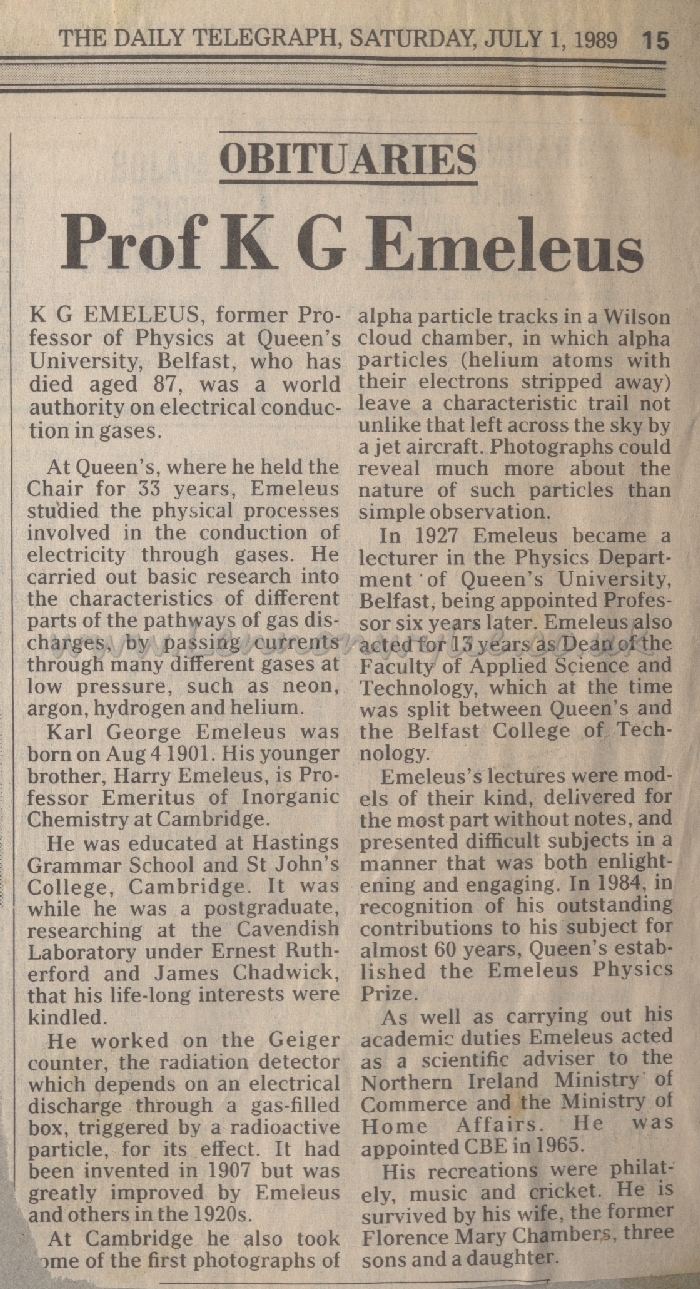 THE DAILY TELEGRAPH, SATURDAY, JULY 1, 1989 15
OBITUARIES
Prof K G Emeleus
K G EMELEUS, former Pro-
fessor of Physics at Queen's
University, Belfast, who has
died aged 87, was a world
authority on electrical conduc-
tion in gases.
At Queen's, where he held the
Chair for 33 years, Emeleus
studied the physical processes
involved in the conduction of
electricity through gases. He
carried out basic research into
the characteristics of different
parts of the pathways of gas dis-
charges, by passing currents
through many different gases at
low pressure, such as neon,
argon, hydrogen and helium.
Karl George Emeleus was
born on Aug 4 1901. His younger
brother, Harry Emeleus, is Pro-
fessor Emeritus of Inorganic
Chemistry at Cambridge.
He was educated at Hastings
Grammar School and St John's
College, Cambridge. It was
while he was a postgraduate,
researching at the Cavendish
Laboratory under Ernest Ruth-
erford and James Chadwick,
that his life-long interests were
kindled.
He worked on the Geiger
counter, the radiation detector
which depends on an electrical
discharge through a gas-filled
box, triggered by a radioactive
particle, for its effect. It had
been invented in 1907 but was
greatly improved by Emeleus
and others in the 1920s.
At Cambridge he also took
ome of the first photographs of
alpha particle tracks in a Wilson
cloud chamber, in which alpha
particles (helium atoms with
their electrons stripped away)
leave a characteristic trail not
unlike that left across the sky by
a jet aircraft. Photographs could
reveal much more about the
nature of such particles than
simple observation.
In 1927 Emeleus became a
lecturer in the Physics Depart-
ment of Queen's University,
Belfast, being appointed Profes-
sor six years later. Emeleus also
acted for 13 years as Dean of the
Faculty of Applied Science and
Technology, which at the time
was split between Queen's and
the Belfast College of Tech-
nology.
Emeleus's lectures were mod-
els of their kind, delivered for
the most part without notes, and
presented difficult subjects in a
manner that was both enlight-
ening and engaging. In 1984, in
recognition of his outstanding
contributions to his subject for
almost 60 years, Queen's estab-
lished the Emeleus Physics
Prize.
As well as carrying out his
academic duties Emeleus acted
as a scientific adviser to the
Northern Ireland Ministry of
Commerce and the Ministry of
Home Affairs. He was
appointed CBE in 1965.
His recreations were philat-
ely, music and cricket. He is
survived by his wife, the former
Florence Mary Chambers, three
sons and a daughter.